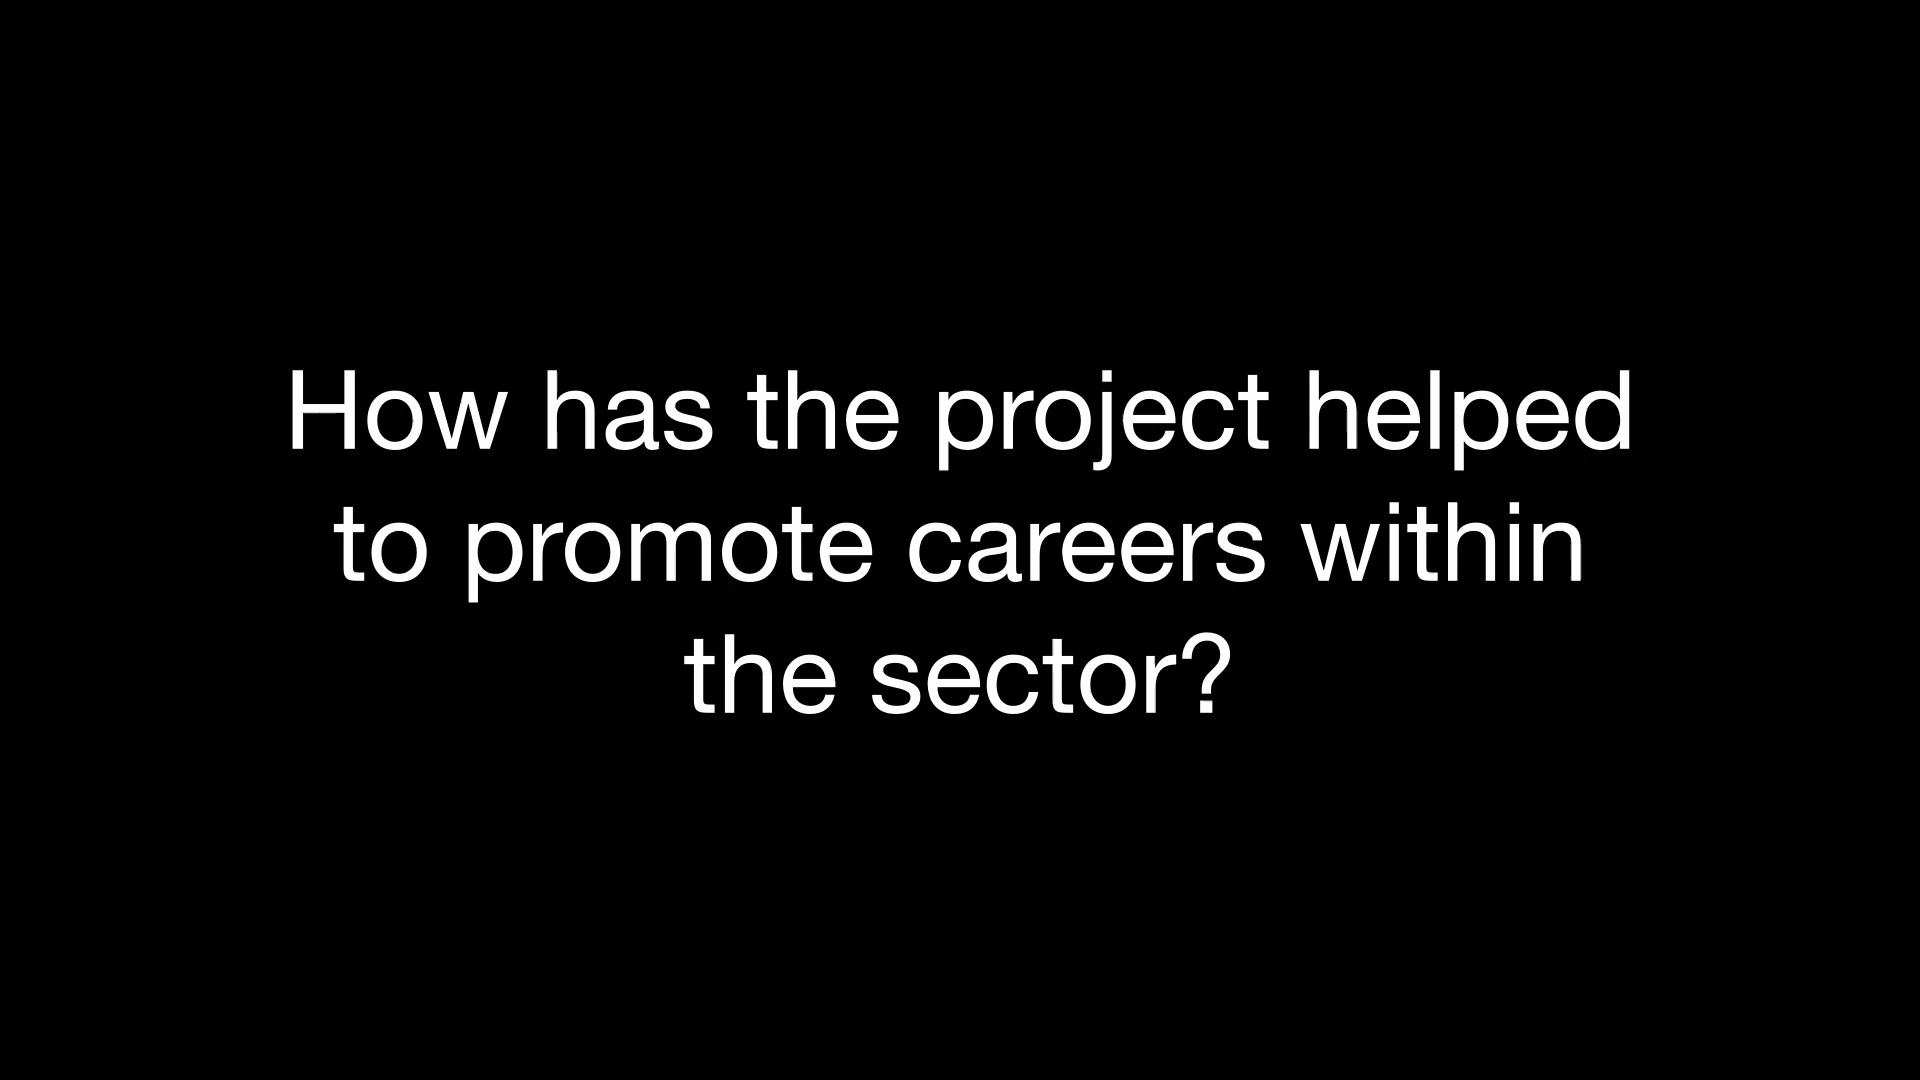 How has the project helped
to promote careers within
the sector?